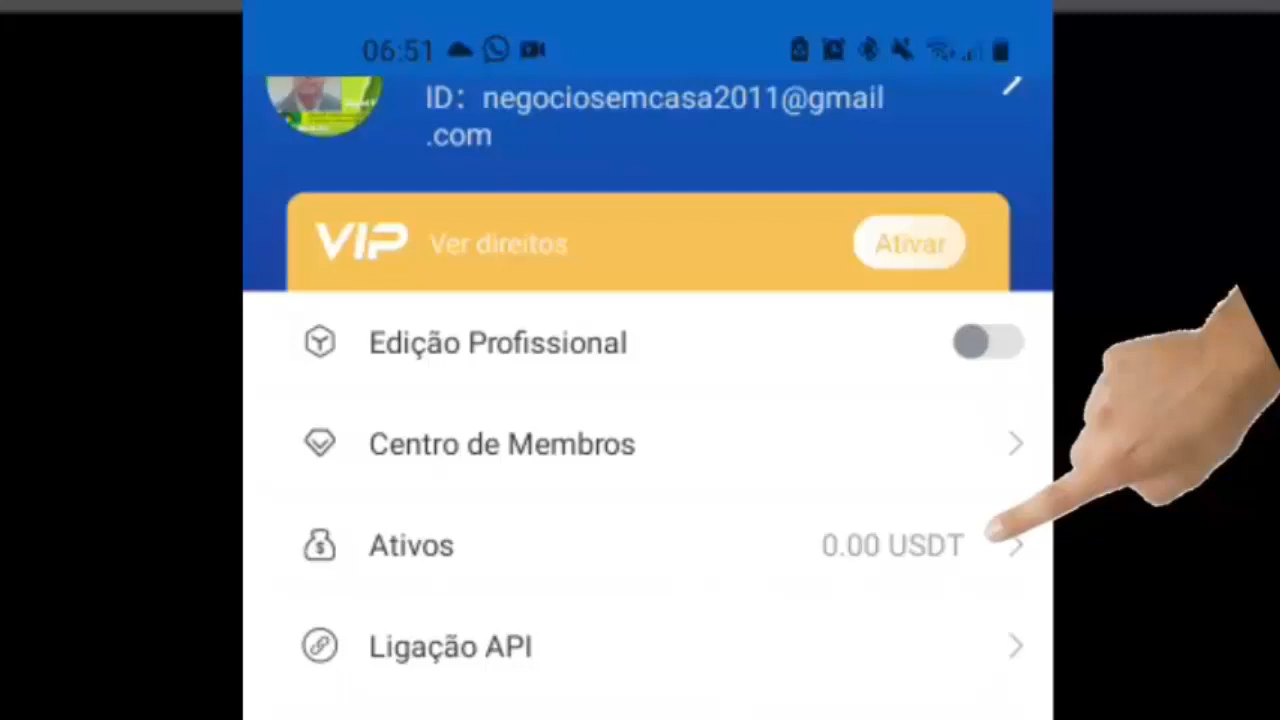 06:51
ID: negociosemcasa2011@gmail
.com
VIP Ver direitos Ativar
Edição Profissional
Centro de Membros
Ativos 0.00 USDT
Ligação API